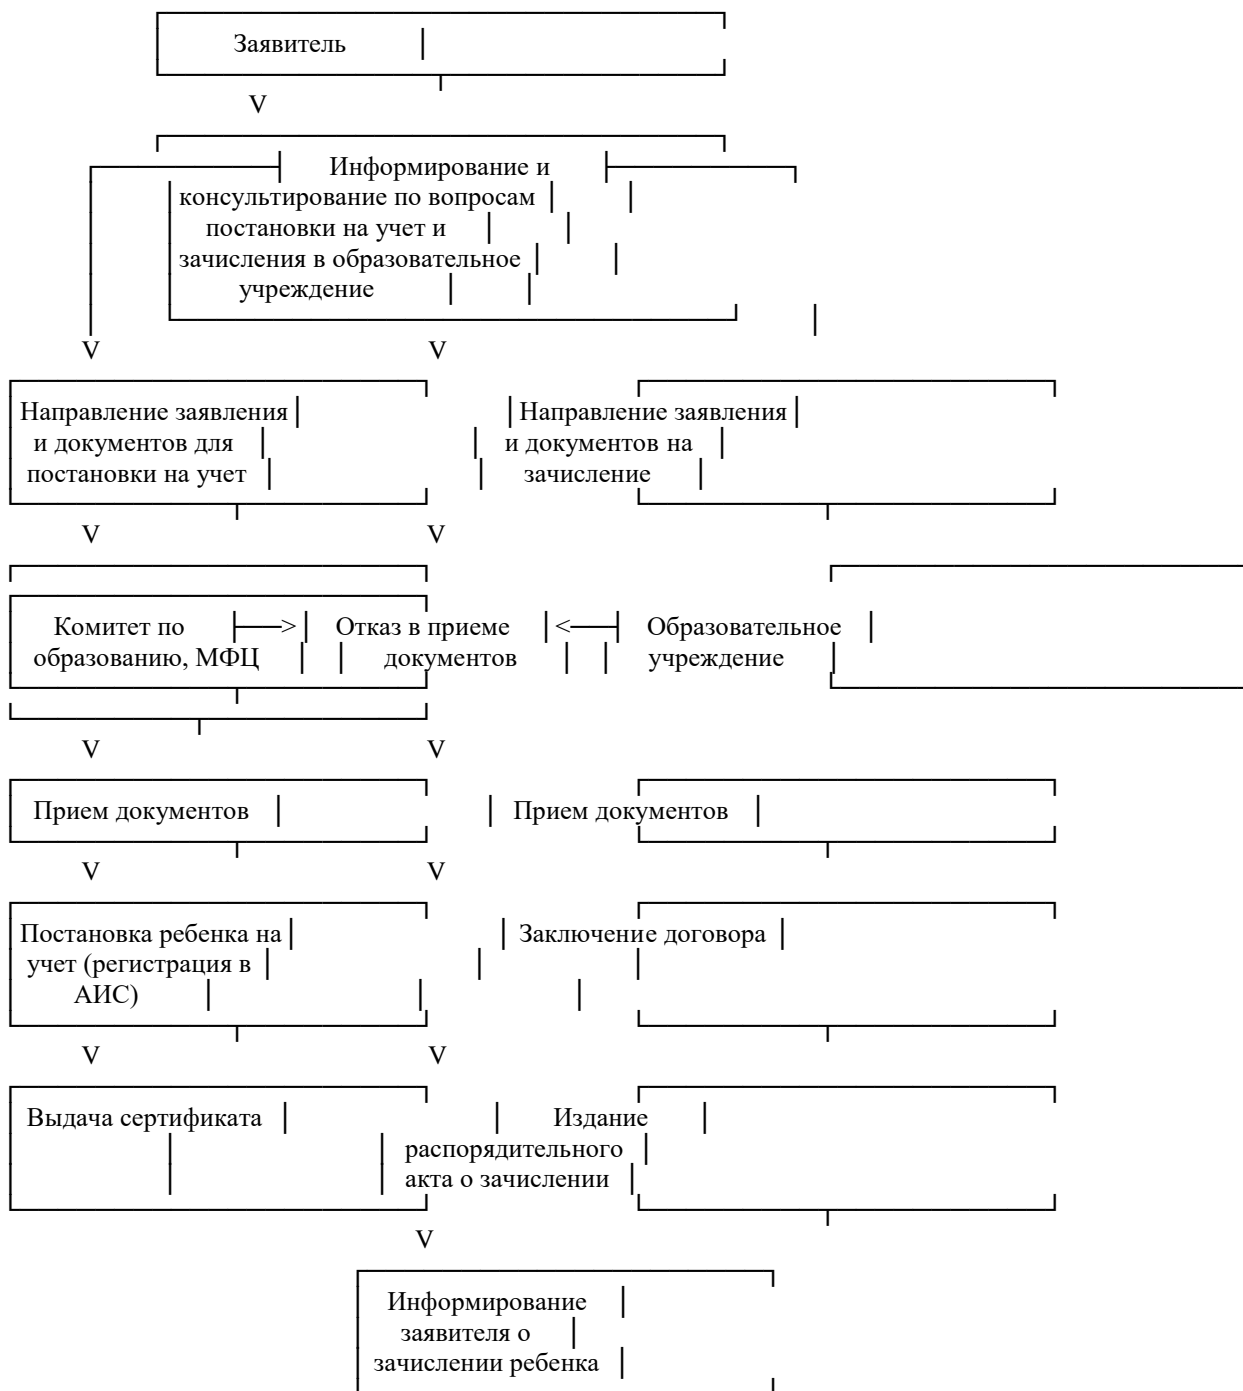 Заявитель
V
Информирование и
консультирование по вопросам
постановки на учет и
зачисления в образовательное
учреждение
V V
Направление заявления Направление заявления
и документов для и документов на
постановки на учет зачисление
V V
Комитет по ──> Отказ в приеме <── Образовательное
образованию, МФЦ документов учреждение
V V
Прием документов Прием документов
V V
Постановка ребенка на Заключение договора
учет (регистрация в
АИС)
V V
Выдача сертификата Издание
распорядительного
акта о зачислении
V
Информирование
заявителя о
зачислении ребенка